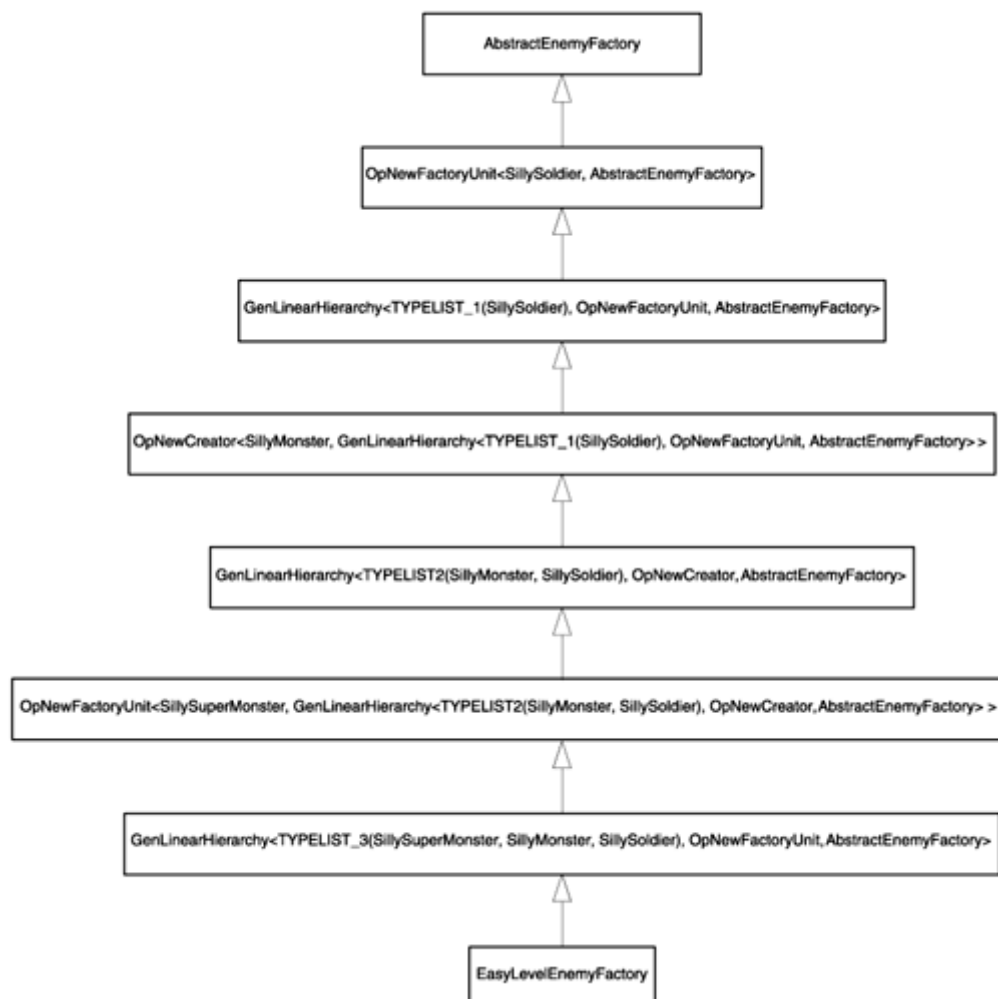 AbstractEnemyFactory
OpNewFactoryUnit<SillySoldier, AbstractEnemyFactory>
GenLinearHierarchy<TYPELIST_1(SillySoldier), OpNewFactoryUnit, AbstractEnemyFactory>
OpNewCreator<SillyMonster, GenLinearHierarchy<TYPELIST_1(SillySoldier), OpNewFactoryUnit, AbstractEnemyFactory> >
GenLinearHierarchy<TYPELIST2(SillyMonster, SillySoldier), OpNewCreator,AbstractEnemyFactory>
OpNewFactoryUnit<SillySuperMonster, GenLinearHierarchy<TYPELIST2(SillyMonster, SillySoldier), OpNewCreator,AbstractEnemyFactory> >
GenLinearHierarchy<TYPELIST_3(SillySuperMonster, SillyMonster, SillySoldier), OpNewFactoryUnit,AbstractEnemyFactory>
EasyLevelEnemyFactory